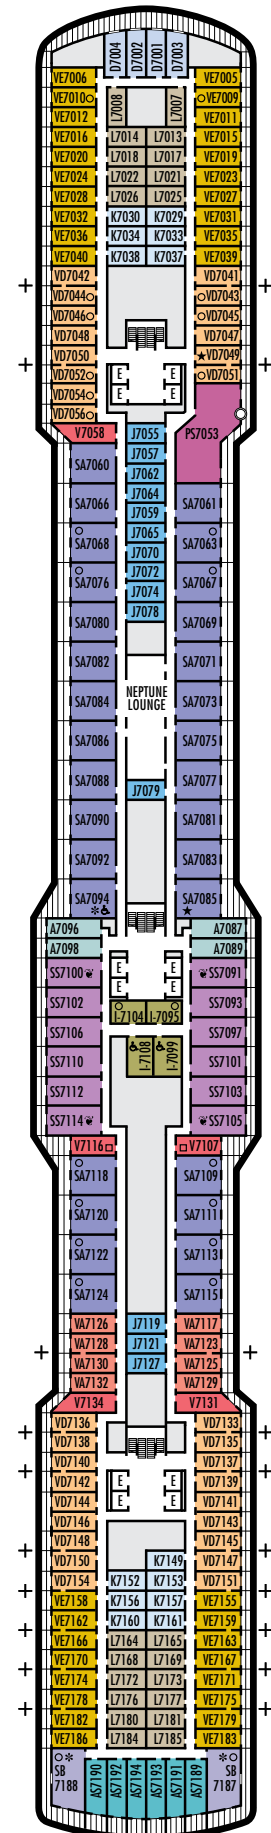 D7004 D7002 D7001 D7003
VE7006 VE7005
VE7010 L7008 L7007 VE7009
VE7012 VE7011
VE7016 L7014 L7013 VE7015
VE7020 L7018 L7017 VE7019
VE7024 L7022 L7021 VE7023
VE7028 L7026 L7025 VE7027
VE7032 K7030 K7029 VE7031
VE7036 K7034 K7033 VE7035
VE7040 K7038 K7037 VE7039
VD7042 VD7041
VD7044 VD7043
VD7046 VD7045
VD7048 VD7047
VD7050 ★VD7049
VD7052 E E VD7051
VD7054 E E
VD7056
V7058 J7055 PS7053
J7057
SA7060 J7062
J7064
SA7066 J7059 SA7061
J7065
SA7068 J7070 SA7063
J7072
SA7076 J7074 SA7067
J7078
SA7080 SA7069
SA7082 SA7071
SA7084 NEPTUNE SA7073
LOUNGE
SA7086 SA7075
SA7088 J7079 SA7077
SA7090 SA7081
SA7092 SA7083
SA7094 SA7085
✻♿ ★
A7096 A7087
A7098 A7089
SS7100❦ E E ❦SS7091
SS7102 E E SS7093
SS7106 I-7104 I-7095 SS7097
SS7110 ♿I-7108 ♿I-7099 SS7101
SS7112 SS7103
SS7114❦ ❦SS7105
V7116 V7107
SA7118 SA7109
SA7120 SA7111
SA7122 SA7113
SA7124 SA7115
VA7126 J7119 VA7117
VA7128 J7121 VA7123
VA7130 J7127 VA7125
VA7132 VA7129
V7134 V7131
VD7136 VD7133
VD7138 VD7135
VD7140 VD7137
VD7142 E E VD7139
VD7144 E E VD7141
VD7146 VD7143
VD7148 VD7145
VD7150 K7149 VD7147
VD7154 K7152 K7153 VD7151
VE7158 K7156 K7157 VE7155
VE7162 K7160 K7161 VE7159
VE7166 L7164 L7165 VE7163
VE7170 L7168 L7169 VE7167
VE7174 L7172 L7173 VE7171
VE7178 L7176 L7177 VE7175
VE7182 L7180 L7181 VE7179
VE7186 L7184 L7185 VE7183
SB SB
7188 AS7190 AS7192 AS7194 AS7193 AS7191 AS7189 7187